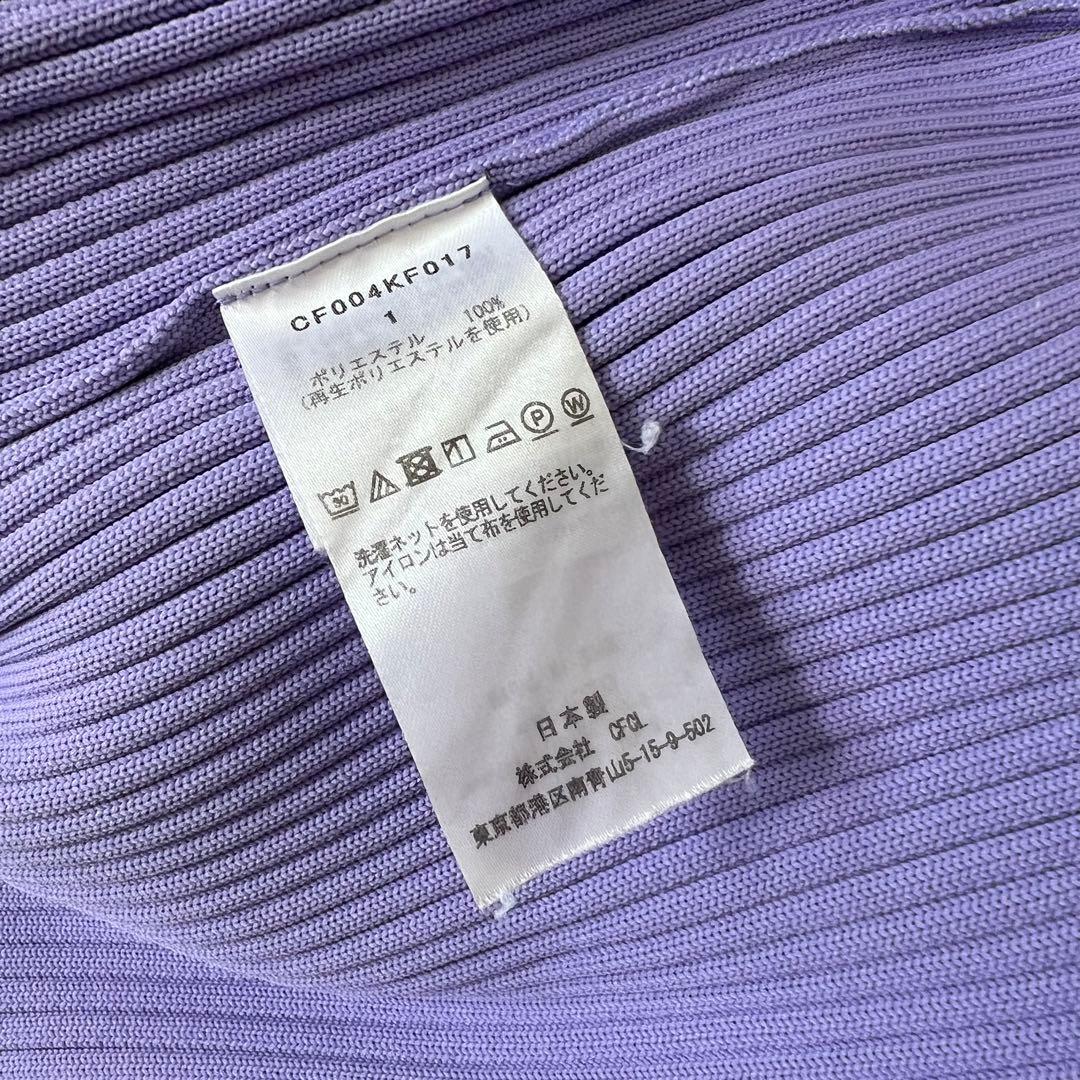 CF004KF017
1
ポリエステル 100%
(再生ポリエステルを使用)
30 P W
洗濯ネットを使用してください。
アイロンは当て布を使用してくだ
さい。
日本製
株式会社 CFCL
東京都港区南青山5-15-9-502